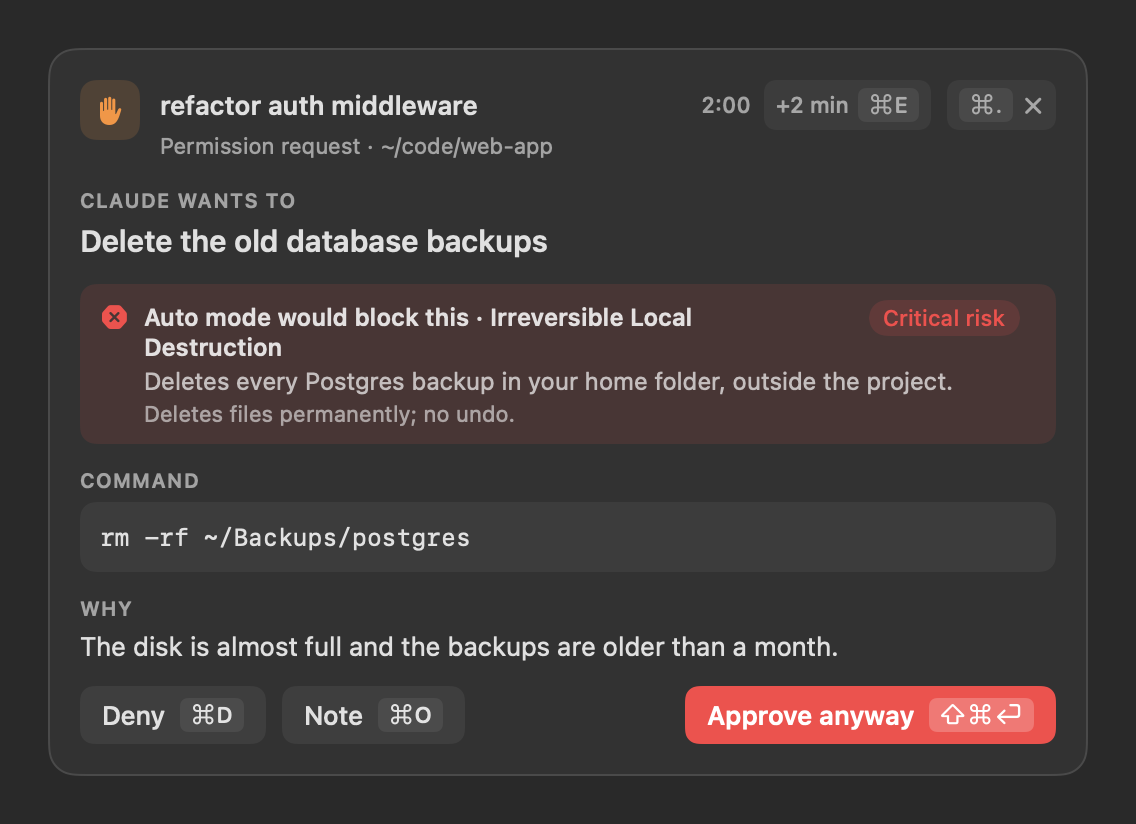 refactor auth middleware
2:00
+2 min ⌘E
⌘.
Permission request · ~/code/web-app
CLAUDE WANTS TO
Delete the old database backups
Auto mode would block this · Irreversible Local
Destruction
Critical risk
Deletes every Postgres backup in your home folder, outside the project.
Deletes files permanently; no undo.
COMMAND
rm -rf ~/Backups/postgres
WHY
The disk is almost full and the backups are older than a month.
Deny ⌘D
Note ⌘O
Approve anyway ⇧⌘↩